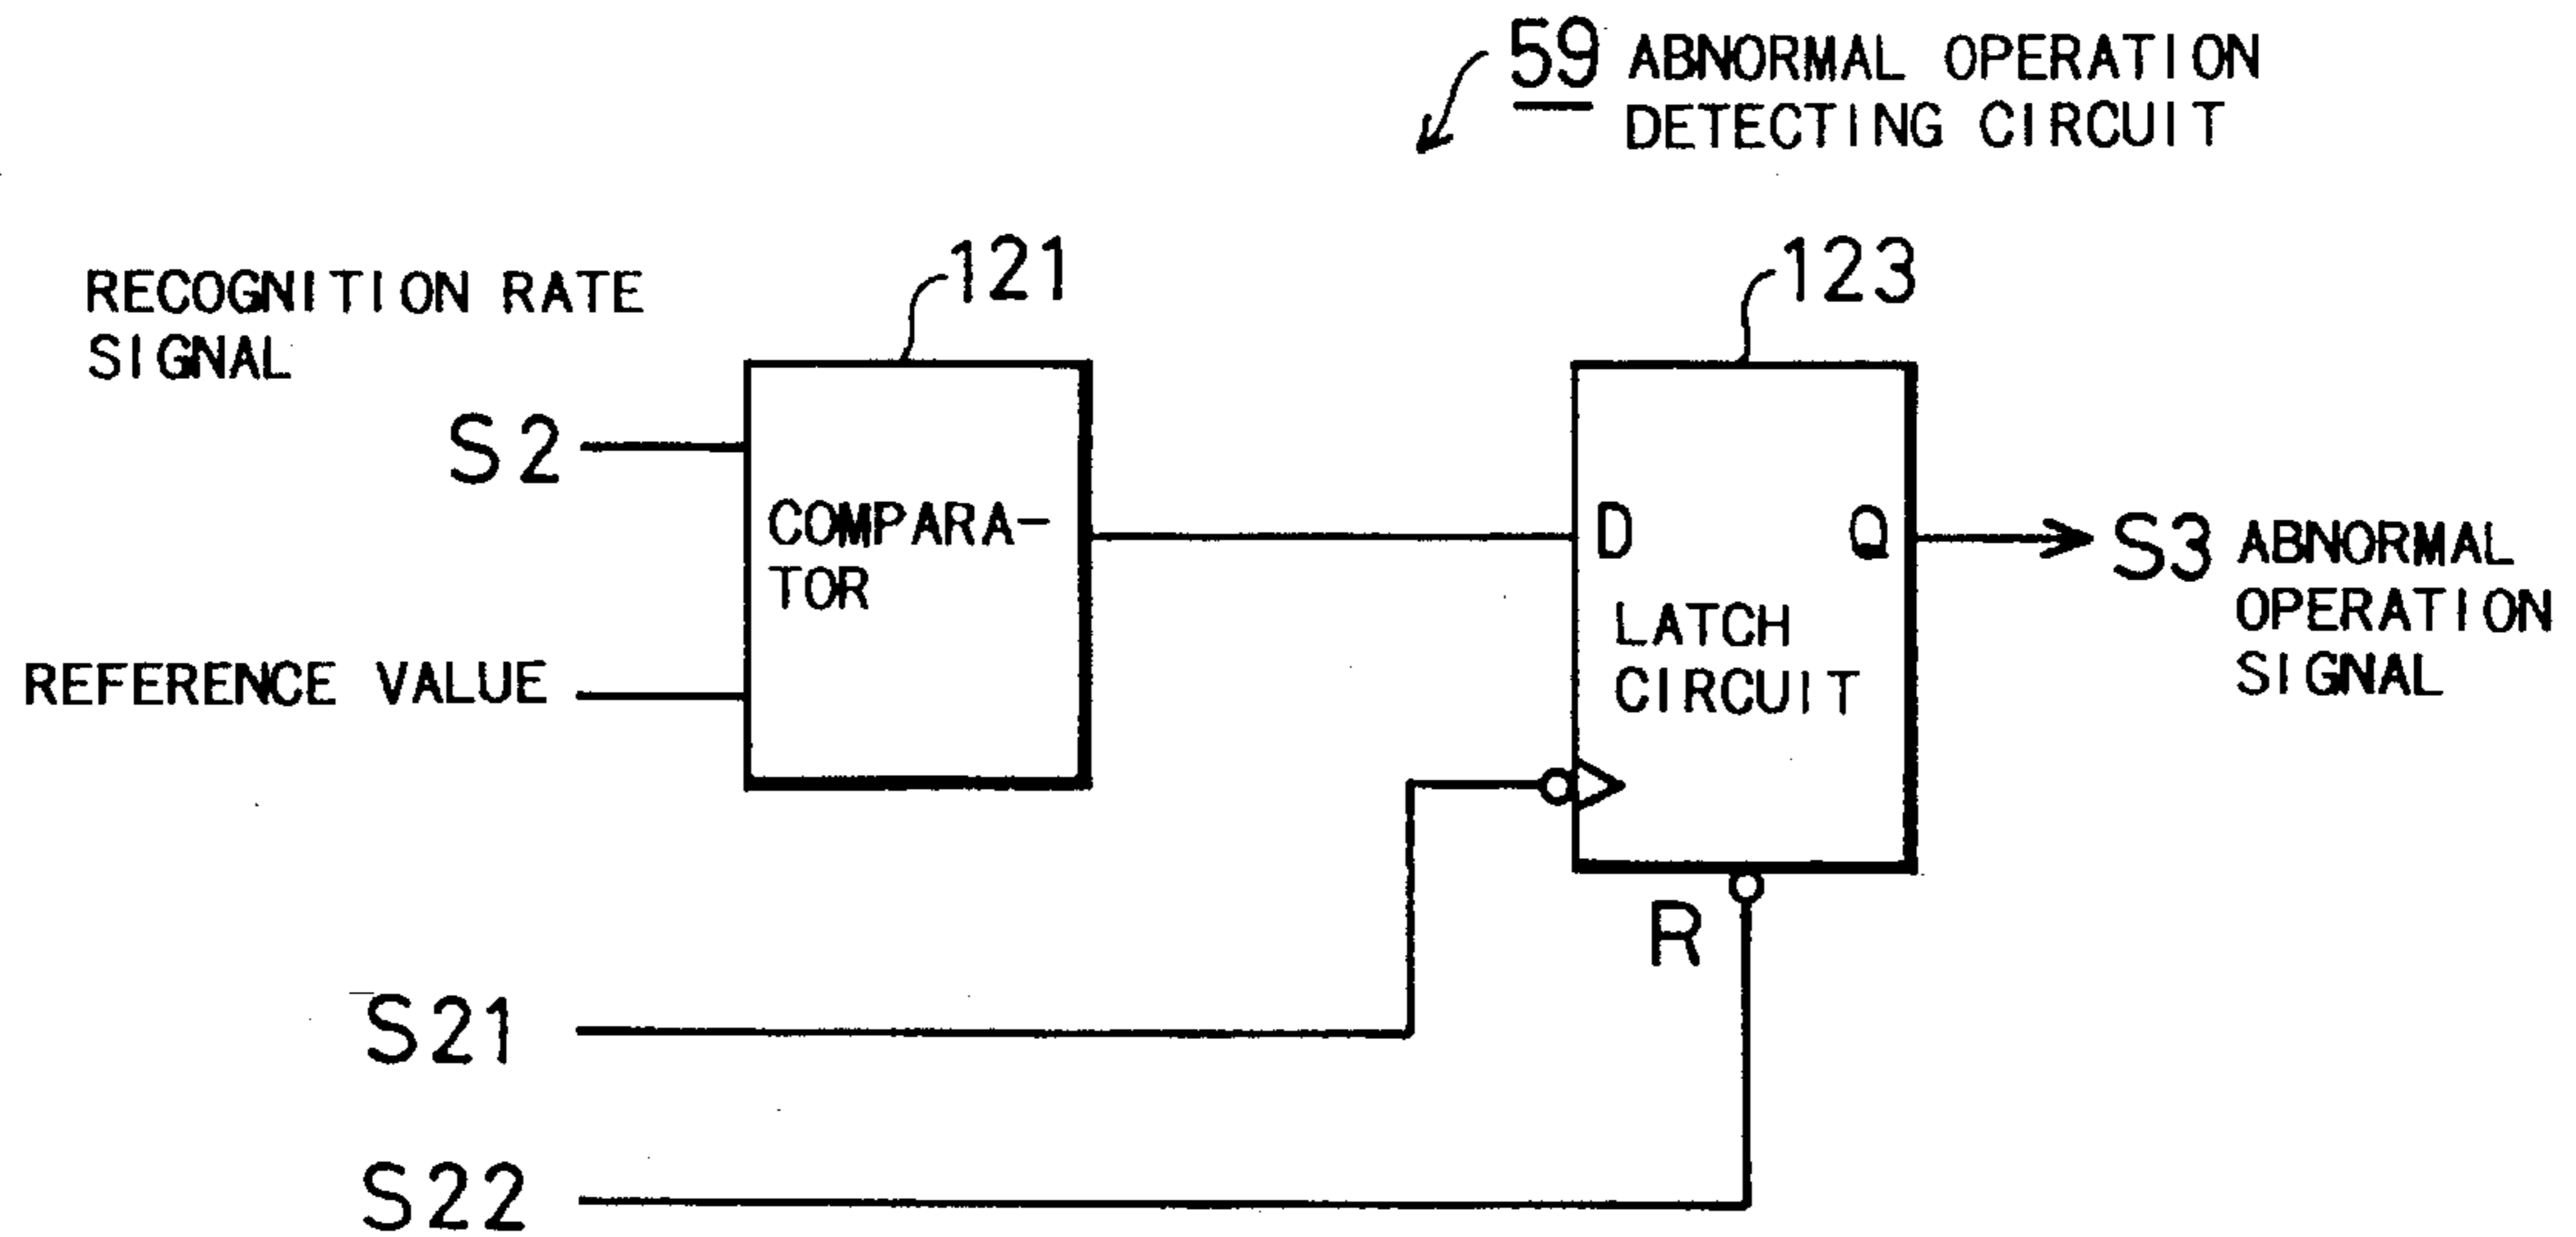 59 ABNORMAL OPERATION
DETECTING CIRCUIT
121
123
RECOGNITION RATE
SIGNAL
S2
COMPARA-
TOR
REFERENCE VALUE
D
Q
LATCH
CIRCUIT
S3 ABNORMAL
OPERATION
SIGNAL
R
S21
S22